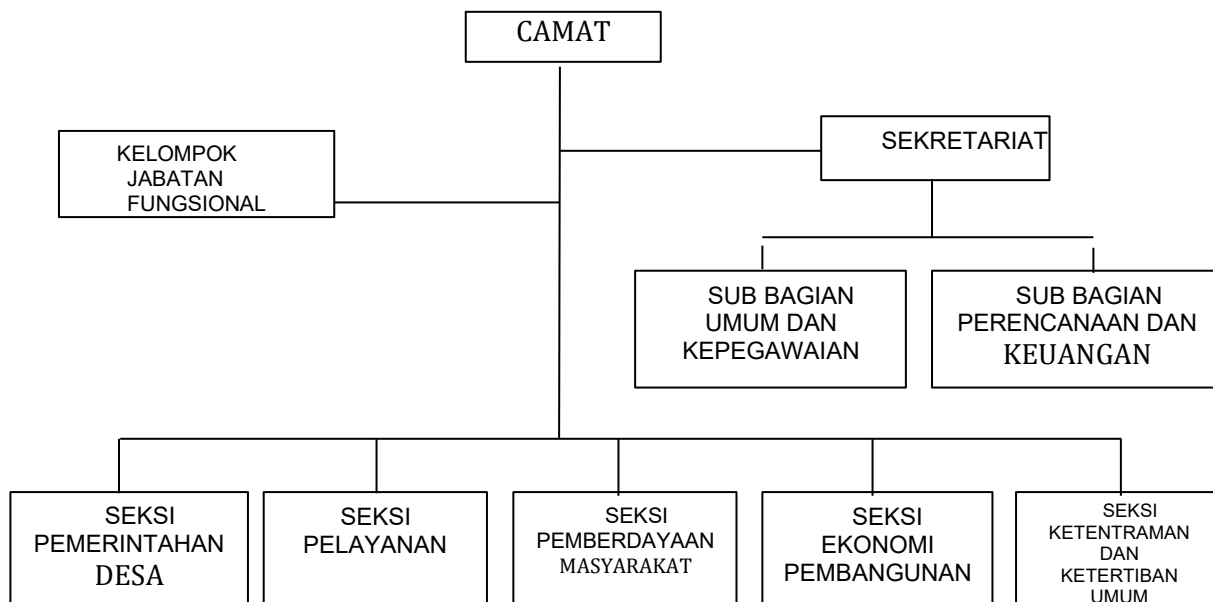 CAMAT
SEKRETARIAT
KELOMPOK
JABATAN
FUNGSIONAL
SUB BAGIAN
UMUM DAN
KEPEGAWAIAN
SUB BAGIAN
PERENCANAAN DAN
KEUANGAN
SEKSI
PEMERINTAHAN
DESA
SEKSI
PELAYANAN
SEKSI
PEMBERDAYAAN
MASYARAKAT
SEKSI
EKONOMI
PEMBANGUNAN
SEKSI
KETENTRAMAN
DAN
KETERTIBAN
UMUM